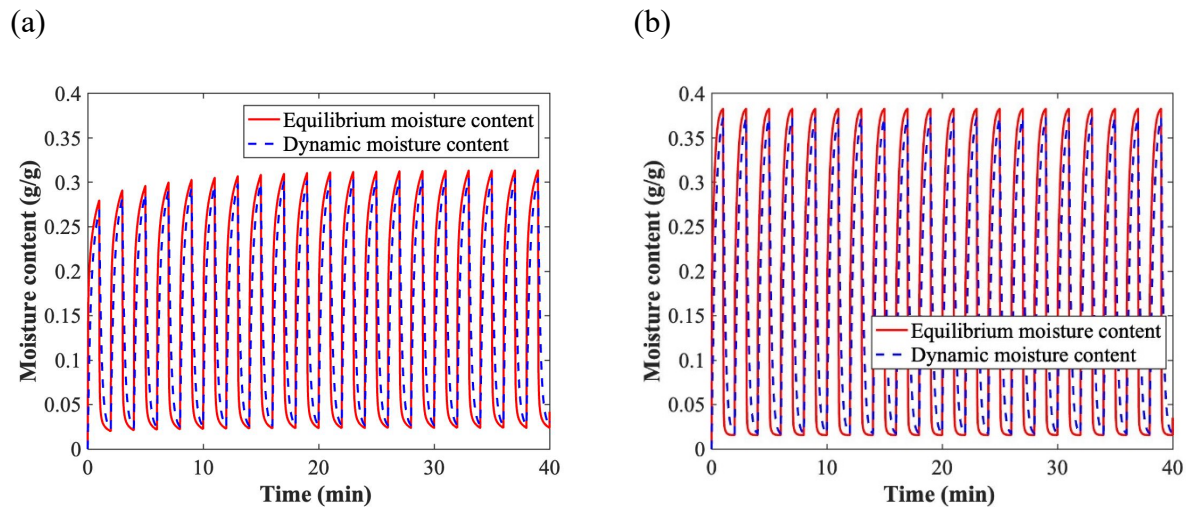 (a)
0.4
0.35
0.3
0.25
0.2
0.15
0.1
0.05
0
Moisture content (g/g)
Equilibrium moisture content
Dynamic moisture content
0 10 20 30 40
Time (min)
(b)
0.4
0.35
0.3
0.25
0.2
0.15
0.1
0.05
0
Moisture content (g/g)
Equilibrium moisture content
Dynamic moisture content
0 10 20 30 40
Time (min)